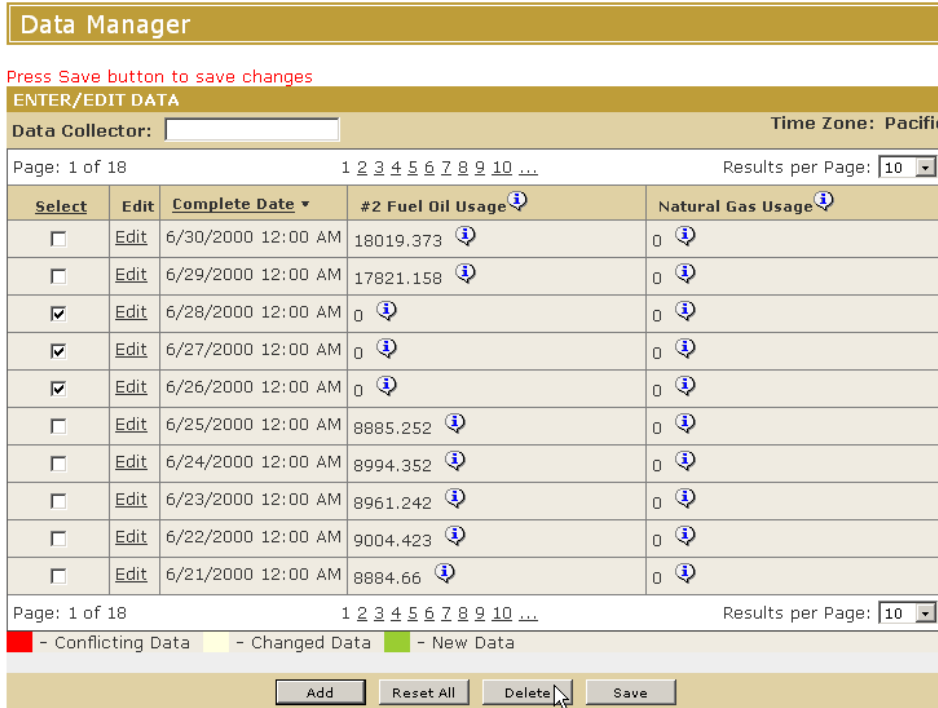 Data Manager
Press Save button to save changes
ENTER/EDIT DATA
Data Collector: Time Zone: Pacific
Page: 1 of 18 1 2 3 4 5 6 7 8 9 10 ... Results per Page: 10
Select Edit Complete Date #2 Fuel Oil Usage Natural Gas Usage
Edit 6/30/2000 12:00 AM 18019.373 0
Edit 6/29/2000 12:00 AM 17821.158 0
Edit 6/28/2000 12:00 AM 0 0
Edit 6/27/2000 12:00 AM 0 0
Edit 6/26/2000 12:00 AM 0 0
Edit 6/25/2000 12:00 AM 8885.252 0
Edit 6/24/2000 12:00 AM 8994.352 0
Edit 6/23/2000 12:00 AM 8961.242 0
Edit 6/22/2000 12:00 AM 9004.423 0
Edit 6/21/2000 12:00 AM 8884.66 0
Page: 1 of 18 1 2 3 4 5 6 7 8 9 10 ... Results per Page: 10
- Conflicting Data - Changed Data - New Data
Add Reset All Delete Save